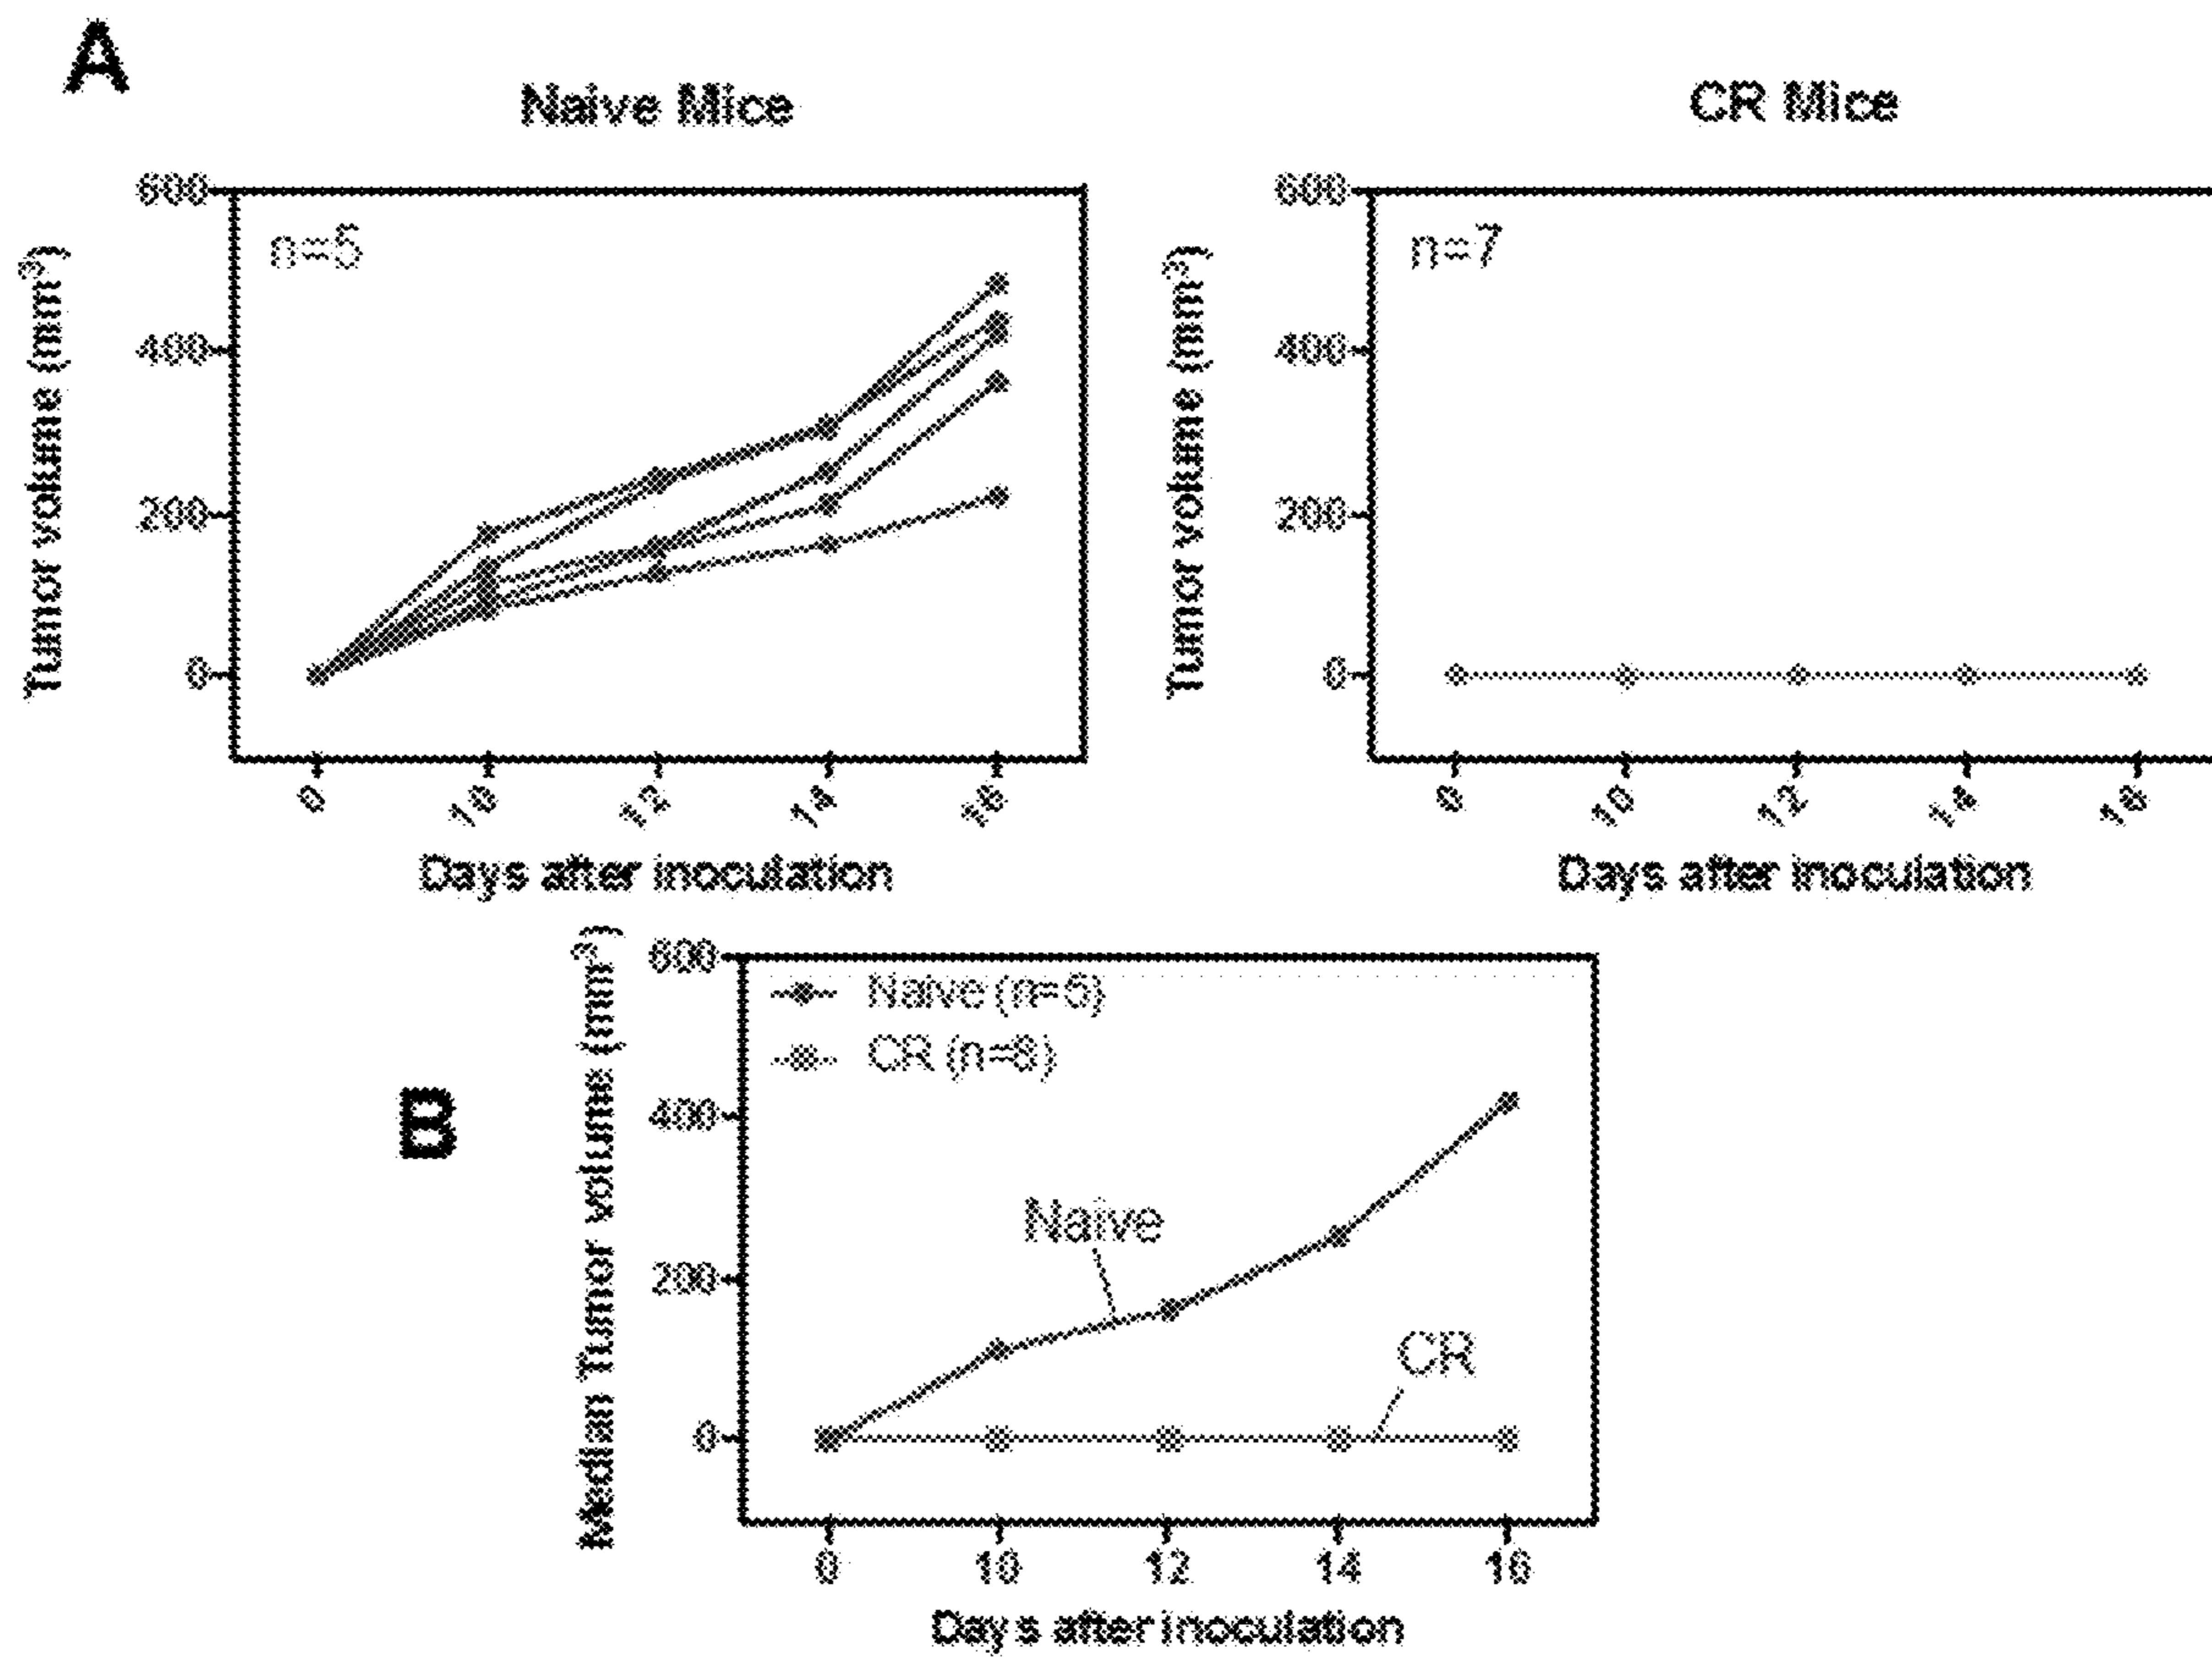 A
Naive Mice
CR Mice
Tumor volume (mm³)
600
400
200
0
n=5
0
10
12
14
16
Days after inoculation
Tumor volume (mm³)
600
400
200
0
n=7
0
10
12
14
16
Days after inoculation
B
Median Tumor volume (mm³)
600
400
200
0
Naive (n=5)
CR (n=8)
Naive
CR
0
10
12
14
16
Days after inoculation